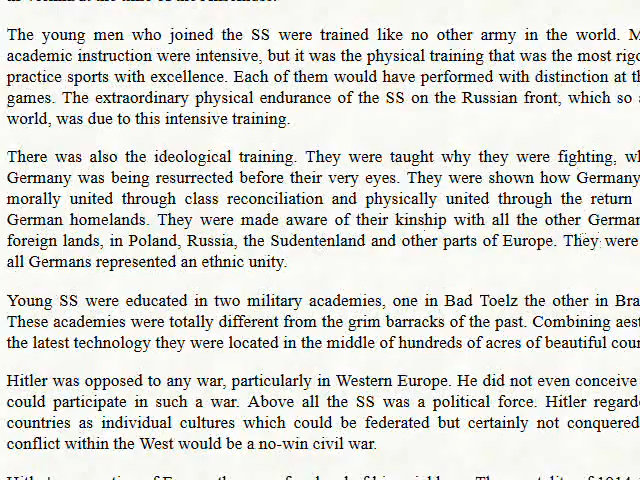 The young men who joined the SS were trained like no other army in the world.
academic instruction were intensive, but it was the physical training that was the most
practice sports with excellence. Each of them would have performed with distinction at
games. The extraordinary physical endurance of the SS on the Russian front, which so
world, was due to this intensive training.
There was also the ideological training. They were taught why they were fighting,
Germany was being resurrected before their very eyes. They were shown how Germany
morally united through class reconciliation and physically united through the return
German homelands. They were made aware of their kinship with all the other
foreign lands, in Poland, Russia, the Sudentenland and other parts of Europe. They were
all Germans represented an ethnic unity.
Young SS were educated in two military academies, one in Bad Toelz the other in
These academies were totally different from the grim barracks of the past. Combining
the latest technology they were located in the middle of hundreds of acres of beautiful
Hitler was opposed to any war, particularly in Western Europe. He did not even conceive
could participate in such a war. Above all the SS was a political force. Hitler
countries as individual cultures which could be federated but certainly not conquered
conflict within the West would be a no-win civil war.